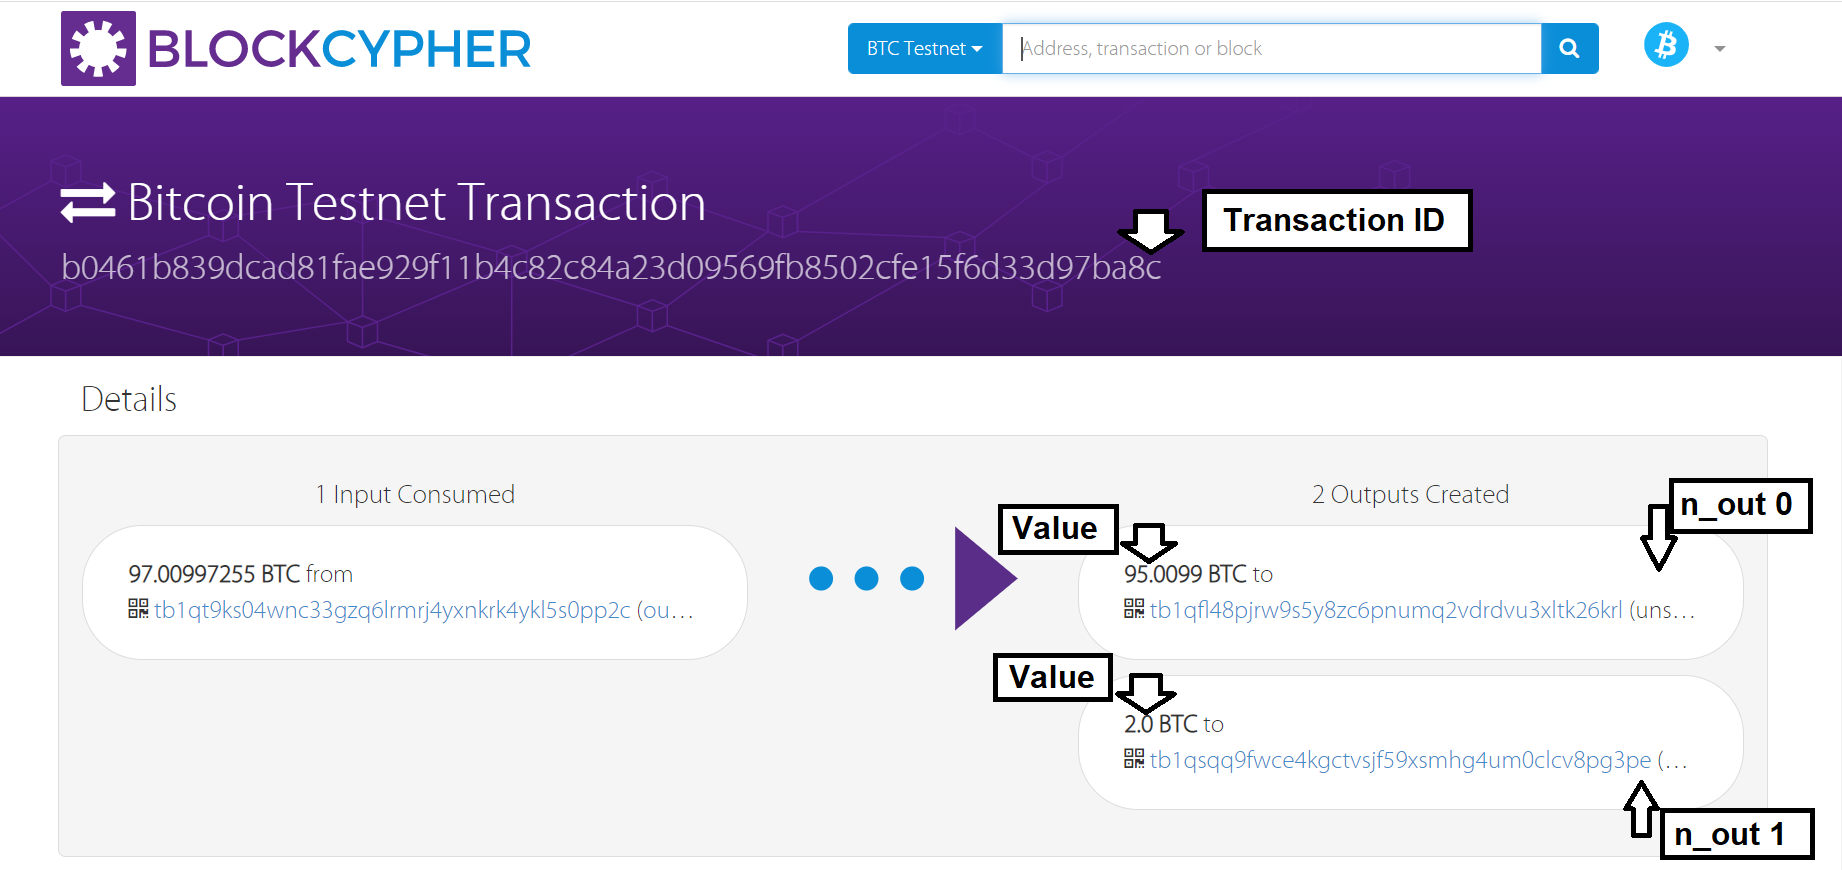 BLOCKCYPHER
BTC Testnet
Address, transaction or block
Bitcoin Testnet Transaction
Transaction ID
b0461b839dcad81fae929f11b4c82c84a23d09569fb8502cfe15f6d33d97ba8c
Details
1 Input Consumed
2 Outputs Created
n_out 0
Value
97.00997255 BTC from
tb1qt9ks04wnc33gzq6lrmrj4yxnkrk4ykl5s0pp2c (ou...
95.0099 BTC to
tb1qfl48pjrw9s5y8zc6pnumq2vdrdvu3xltk26krl (uns...
Value
2.0 BTC to
tb1qsqq9fwce4kgctvsjf59xsmhg4um0clcv8pg3pe (...
n_out 1